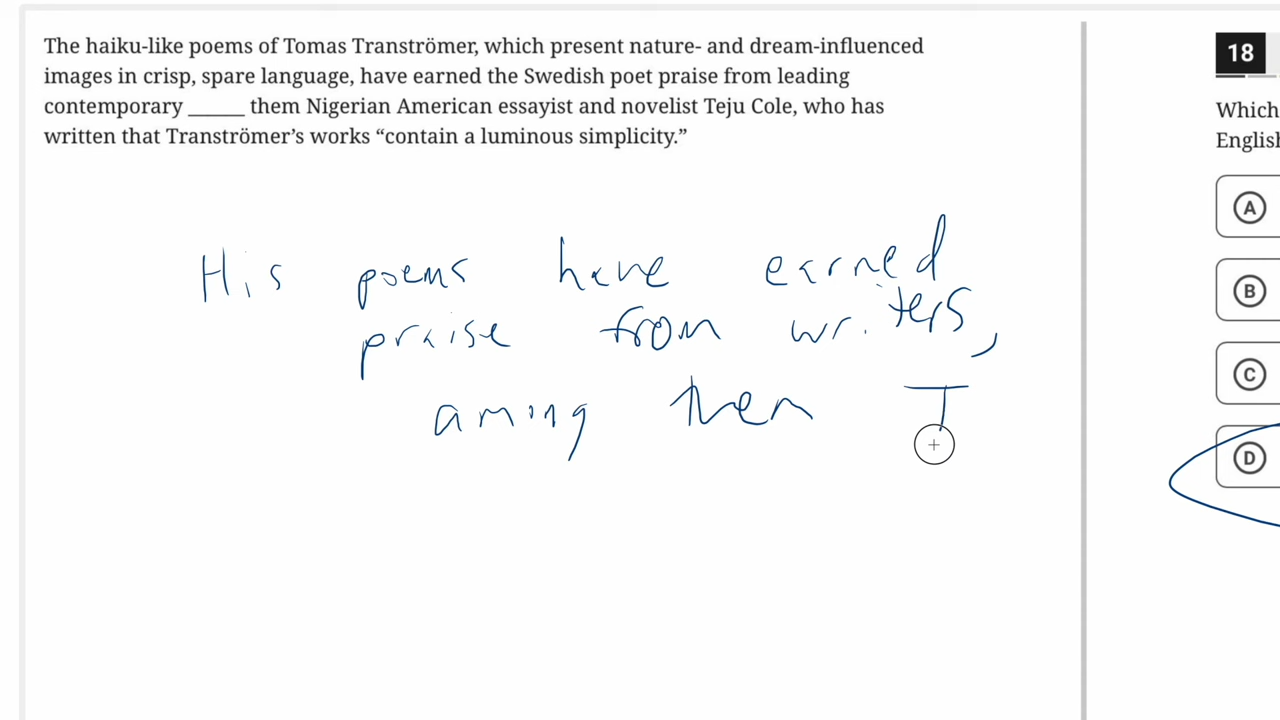 The haiku-like poems of Tomas Tranströmer, which present nature- and dream-influenced
images in crisp, spare language, have earned the Swedish poet praise from leading
contemporary ______ them Nigerian American essayist and novelist Teju Cole, who has
written that Tranströmer’s works “contain a luminous simplicity.”
His poems have earned
praise from writers,
among them T
18
Which
English
A
B
C
D